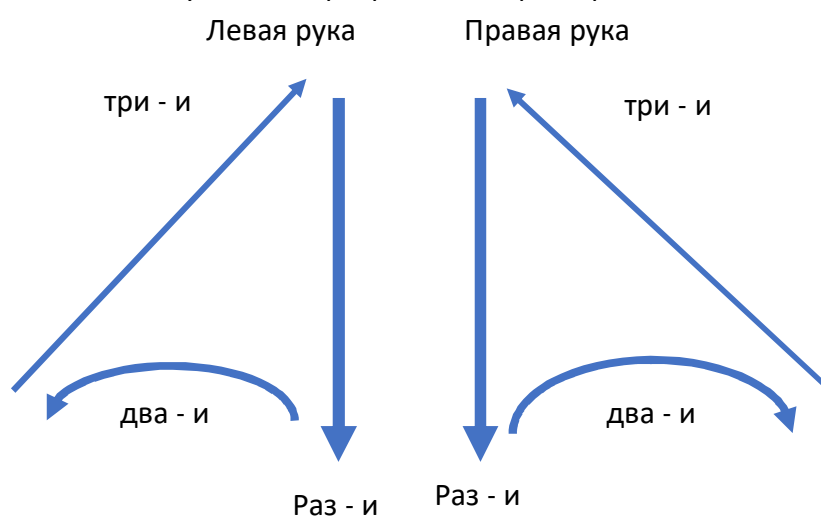 Левая рука
Правая рука
три - и
три - и
два - и
два - и
Раз - и
Раз - и